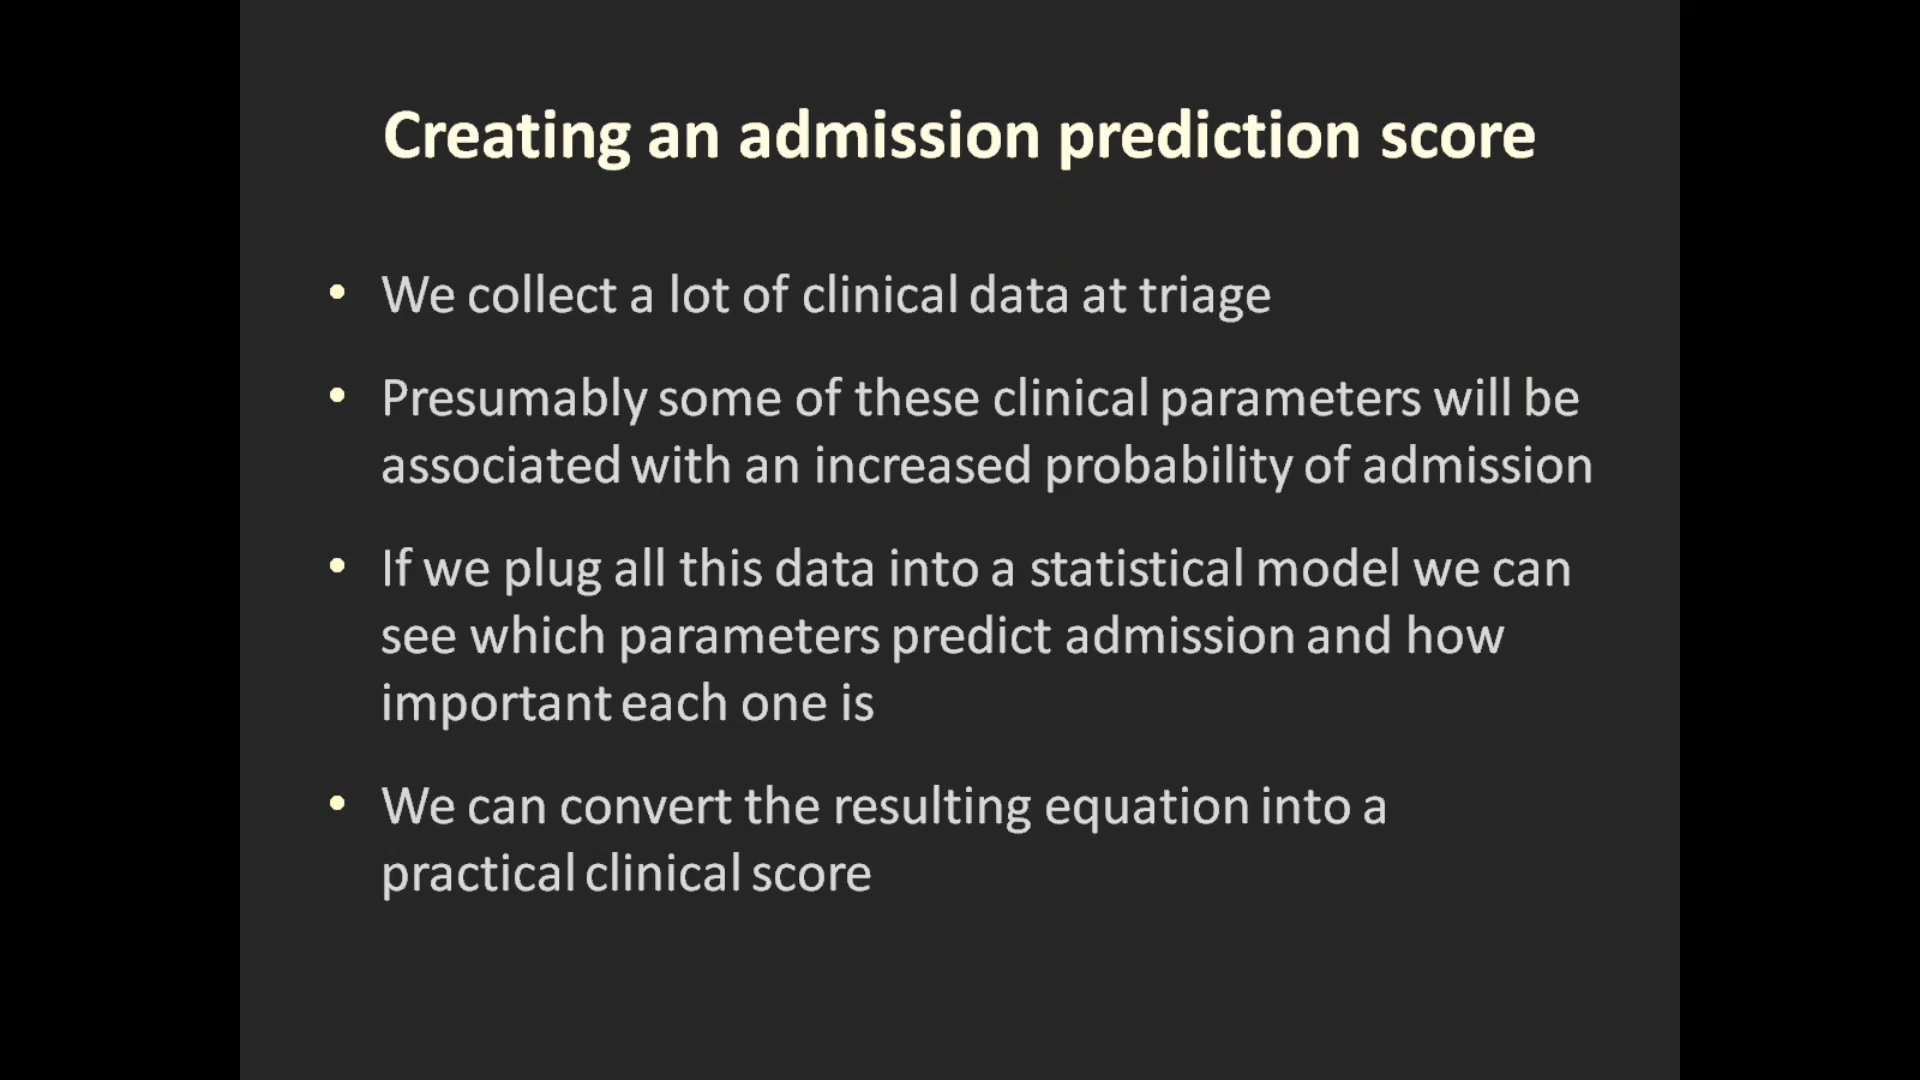 Creating an admission prediction score
• We collect a lot of clinical data at triage
• Presumably some of these clinical parameters will be
associated with an increased probability of admission
• If we plug all this data into a statistical model we can
see which parameters predict admission and how
important each one is
• We can convert the resulting equation into a
practical clinical score